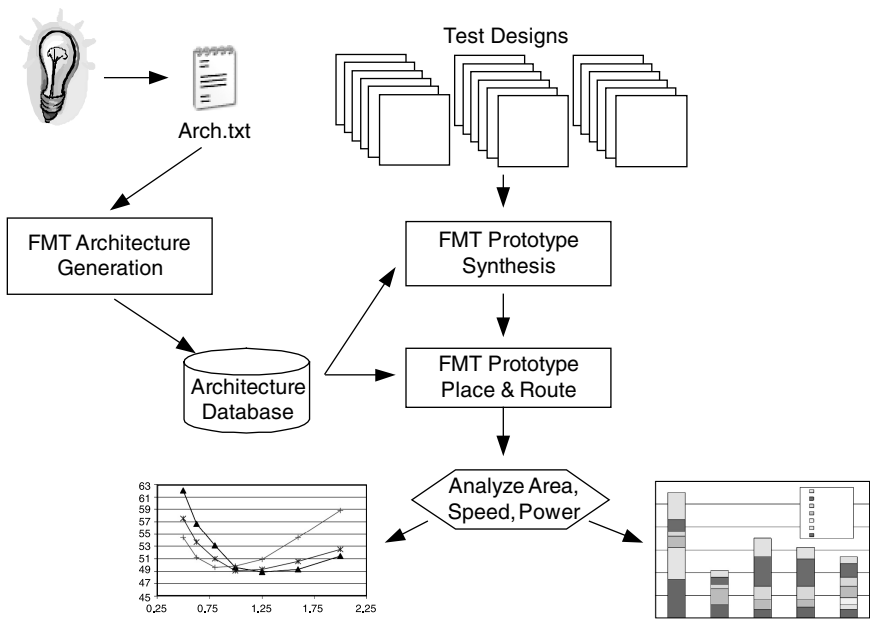 Test Designs
Arch.txt
FMT Architecture
Generation
FMT Prototype
Synthesis
Architecture
Database
FMT Prototype
Place & Route
Analyze Area,
Speed, Power
63
61
59
57
55
53
51
49
47
45
0,25
0,75
1,25
1,75
2,25